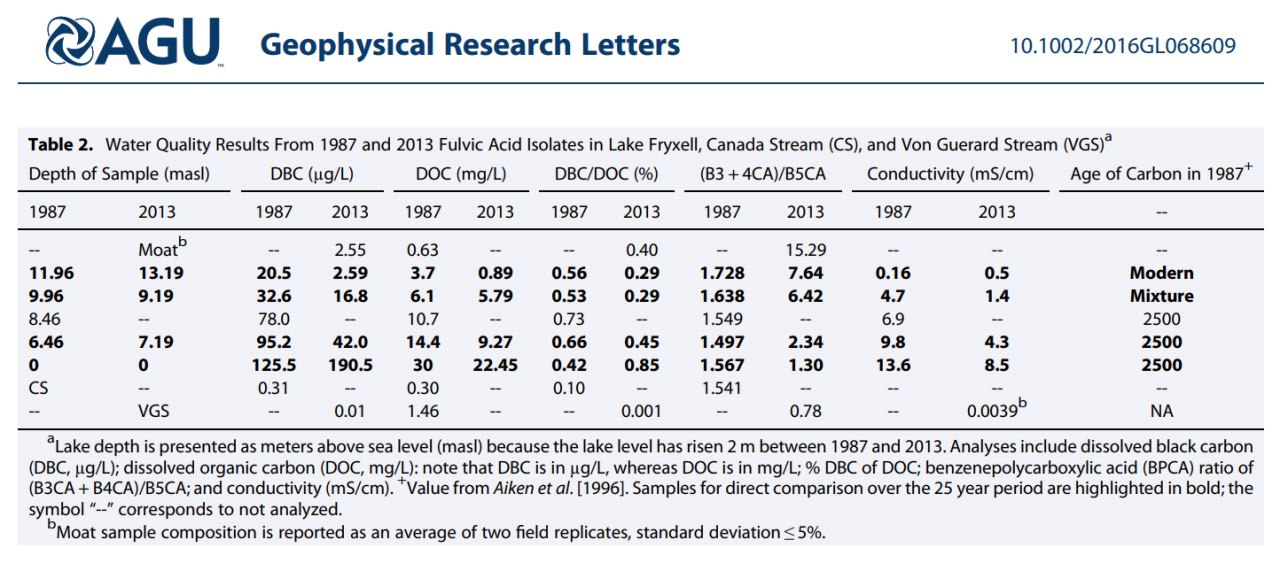 AGU™ Geophysical Research Letters 10.1002/2016GL068609
Table 2. Water Quality Results From 1987 and 2013 Fulvic Acid Isolates in Lake Fryxell, Canada Stream (CS), and Von Guerard Stream (VGS)a
Depth of Sample (masl) DBC (μg/L) DOC (mg/L) DBC/DOC (%) (B3 + 4CA)/B5CA Conductivity (mS/cm) Age of Carbon in 1987+
1987 2013 1987 2013 1987 2013 1987 2013 1987 2013 1987 2013 --
-- Moatb -- 2.55 0.63 -- -- 0.40 -- 15.29 -- -- --
11.96 13.19 20.5 2.59 3.7 0.89 0.56 0.29 1.728 7.64 0.16 0.5 Modern
9.96 9.19 32.6 16.8 6.1 5.79 0.53 0.29 1.638 6.42 4.7 1.4 Mixture
8.46 -- 78.0 -- 10.7 -- 0.73 -- 1.549 -- 6.9 -- 2500
6.46 7.19 95.2 42.0 14.4 9.27 0.66 0.45 1.497 2.34 9.8 4.3 2500
0 0 125.5 190.5 30 22.45 0.42 0.85 1.567 1.30 13.6 8.5 2500
CS -- 0.31 -- 0.30 -- 0.10 -- 1.541 -- -- -- --
-- VGS -- 0.01 1.46 -- -- 0.001 -- 0.78 -- 0.0039b NA
aLake depth is presented as meters above sea level (masl) because the lake level has risen 2 m between 1987 and 2013. Analyses include dissolved black carbon
(DBC, μg/L); dissolved organic carbon (DOC, mg/L): note that DBC is in μg/L, whereas DOC is in mg/L; % DBC of DOC; benzenepolycarboxylic acid (BPCA) ratio of
(B3CA + B4CA)/B5CA; and conductivity (mS/cm). +Value from Aiken et al. [1996]. Samples for direct comparison over the 25 year period are highlighted in bold; the
symbol "--" corresponds to not analyzed.
bMoat sample composition is reported as an average of two field replicates, standard deviation ≤ 5%.